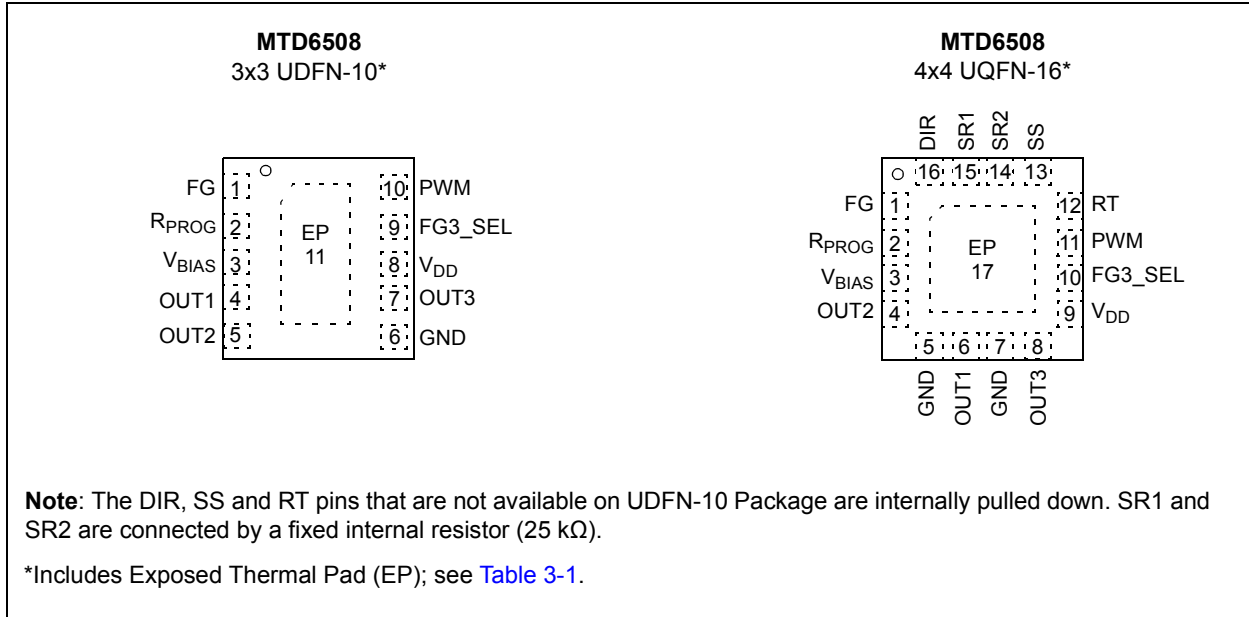 MTD6508
3x3 UDFN-10*
FG 1
RPROG 2
VBIAS 3
OUT1 4
OUT2 5
EP
11
10 PWM
9 FG3_SEL
8 VDD
7 OUT3
6 GND
MTD6508
4x4 UQFN-16*
DIR SR1 SR2 SS
16 15 14 13
FG 1
RPROG 2
VBIAS 3
OUT2 4
EP
17
12 RT
11 PWM
10 FG3_SEL
9 VDD
5 6 7 8
GND OUT1 GND OUT3
Note: The DIR, SS and RT pins that are not available on UDFN-10 Package are internally pulled down. SR1 and
SR2 are connected by a fixed internal resistor (25 kΩ).
*Includes Exposed Thermal Pad (EP); see Table 3-1.